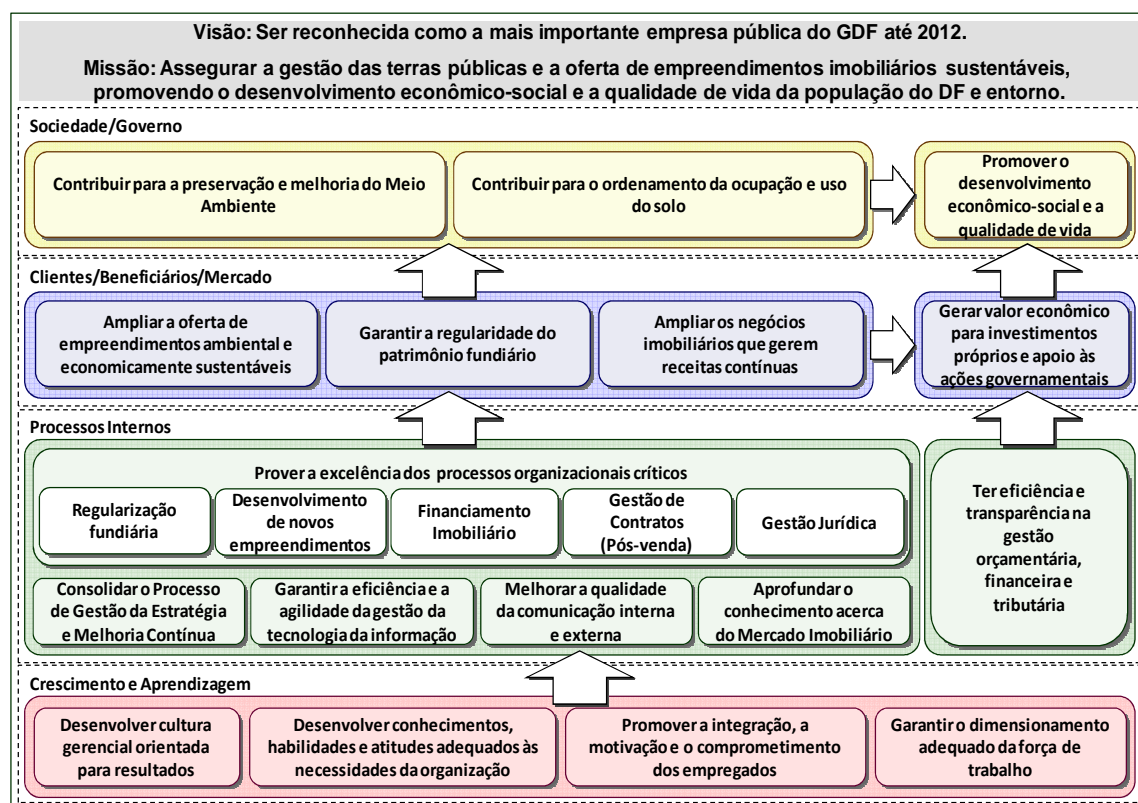 Visão: Ser reconhecida como a mais importante empresa pública do GDF até 2012.
Missão: Assegurar a gestão das terras públicas e a oferta de empreendimentos imobiliários sustentáveis,
promovendo o desenvolvimento econômico-social e a qualidade de vida da população do DF e entorno.
Sociedade/Governo
Contribuir para a preservação e melhoria do Meio
Ambiente
Contribuir para o ordenamento da ocupação e uso
do solo
Promover o
desenvolvimento
econômico-social e a
qualidade de vida
Clientes/Beneficiários/Mercado
Ampliar a oferta de
empreendimentos ambiental e
economicamente sustentáveis
Garantir a regularidade do
patrimônio fundiário
Ampliar os negócios
imobiliários que gerem
receitas contínuas
Gerar valor econômico
para investimentos
próprios e apoio às
ações governamentais
Processos Internos
Prover a excelência dos processos organizacionais críticos
Regularização
fundiária
Desenvolvimento
de novos
empreendimentos
Financiamento
Imobiliário
Gestão de
Contratos
(Pós-venda)
Gestão Jurídica
Consolidar o Processo
de Gestão da Estratégia
e Melhoria Contínua
Garantir a eficiência e a
agilidade da gestão da
tecnologia da informação
Melhorar a qualidade
da comunicação interna
e externa
Aprofundar o
conhecimento acerca
do Mercado Imobiliário
Ter eficiência e
transparência na
gestão
orçamentária,
financeira e
tributária
Crescimento e Aprendizagem
Desenvolver cultura
gerencial orientada
para resultados
Desenvolver conhecimentos,
habilidades e atitudes adequados às
necessidades da organização
Promover a integração, a
motivação e o comprometimento
dos empregados
Garantir o dimensionamento
adequado da força de
trabalho